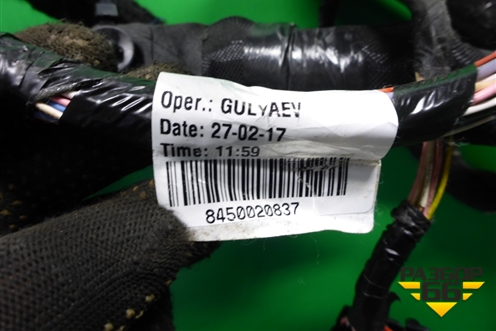 Oper.: GULYAEV
Date: 27-02-17
Time: 11:59
8450020837
РАЗБОР
66